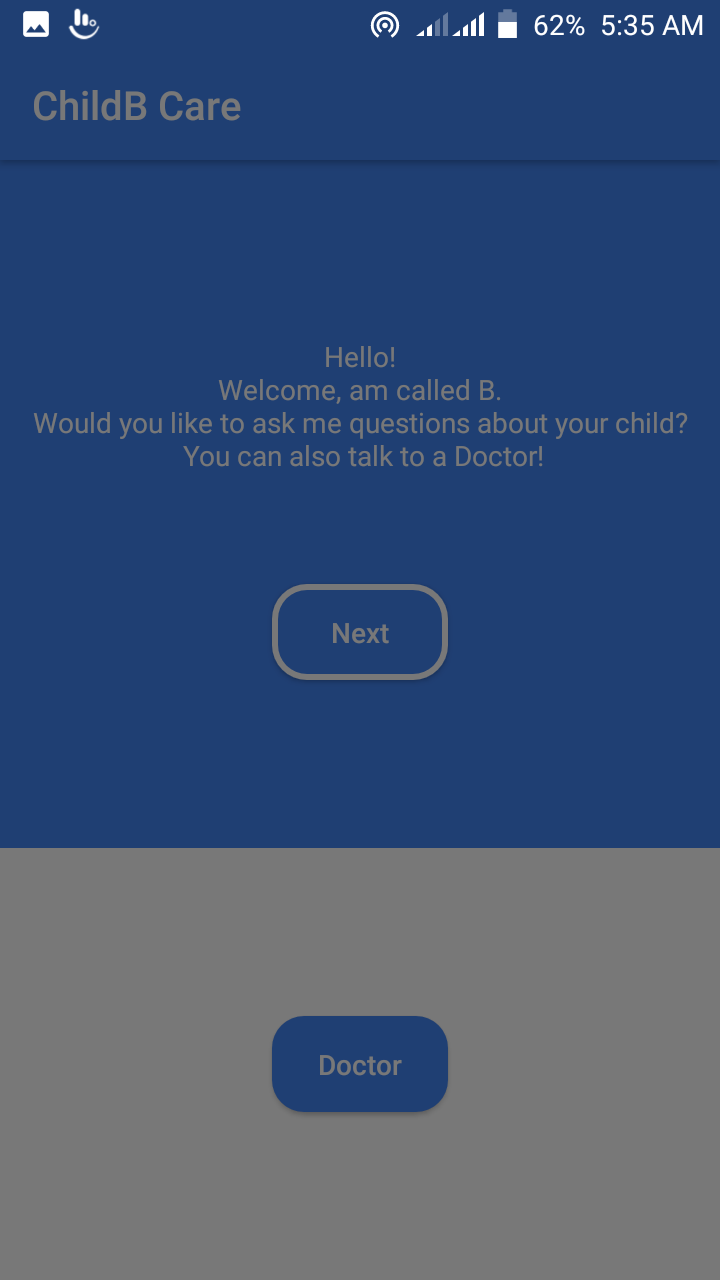 62% 5:35 AM
ChildB Care
Hello!
Welcome, am called B.
Would you like to ask me questions about your child?
You can also talk to a Doctor!
Next
Doctor